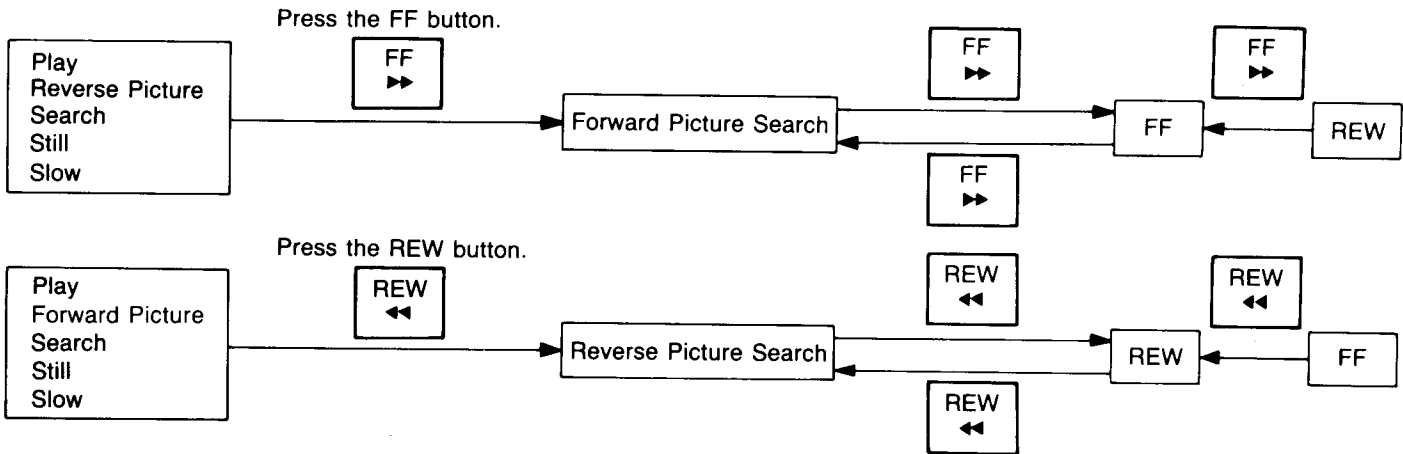 Press the FF button.
Play
Reverse Picture
Search
Still
Slow
FF
▶▶
Forward Picture Search
FF
▶▶
FF
▶▶
FF
FF
▶▶
REW
Press the REW button.
Play
Forward Picture
Search
Still
Slow
REW
◀◀
Reverse Picture Search
REW
◀◀
REW
◀◀
REW
REW
◀◀
FF